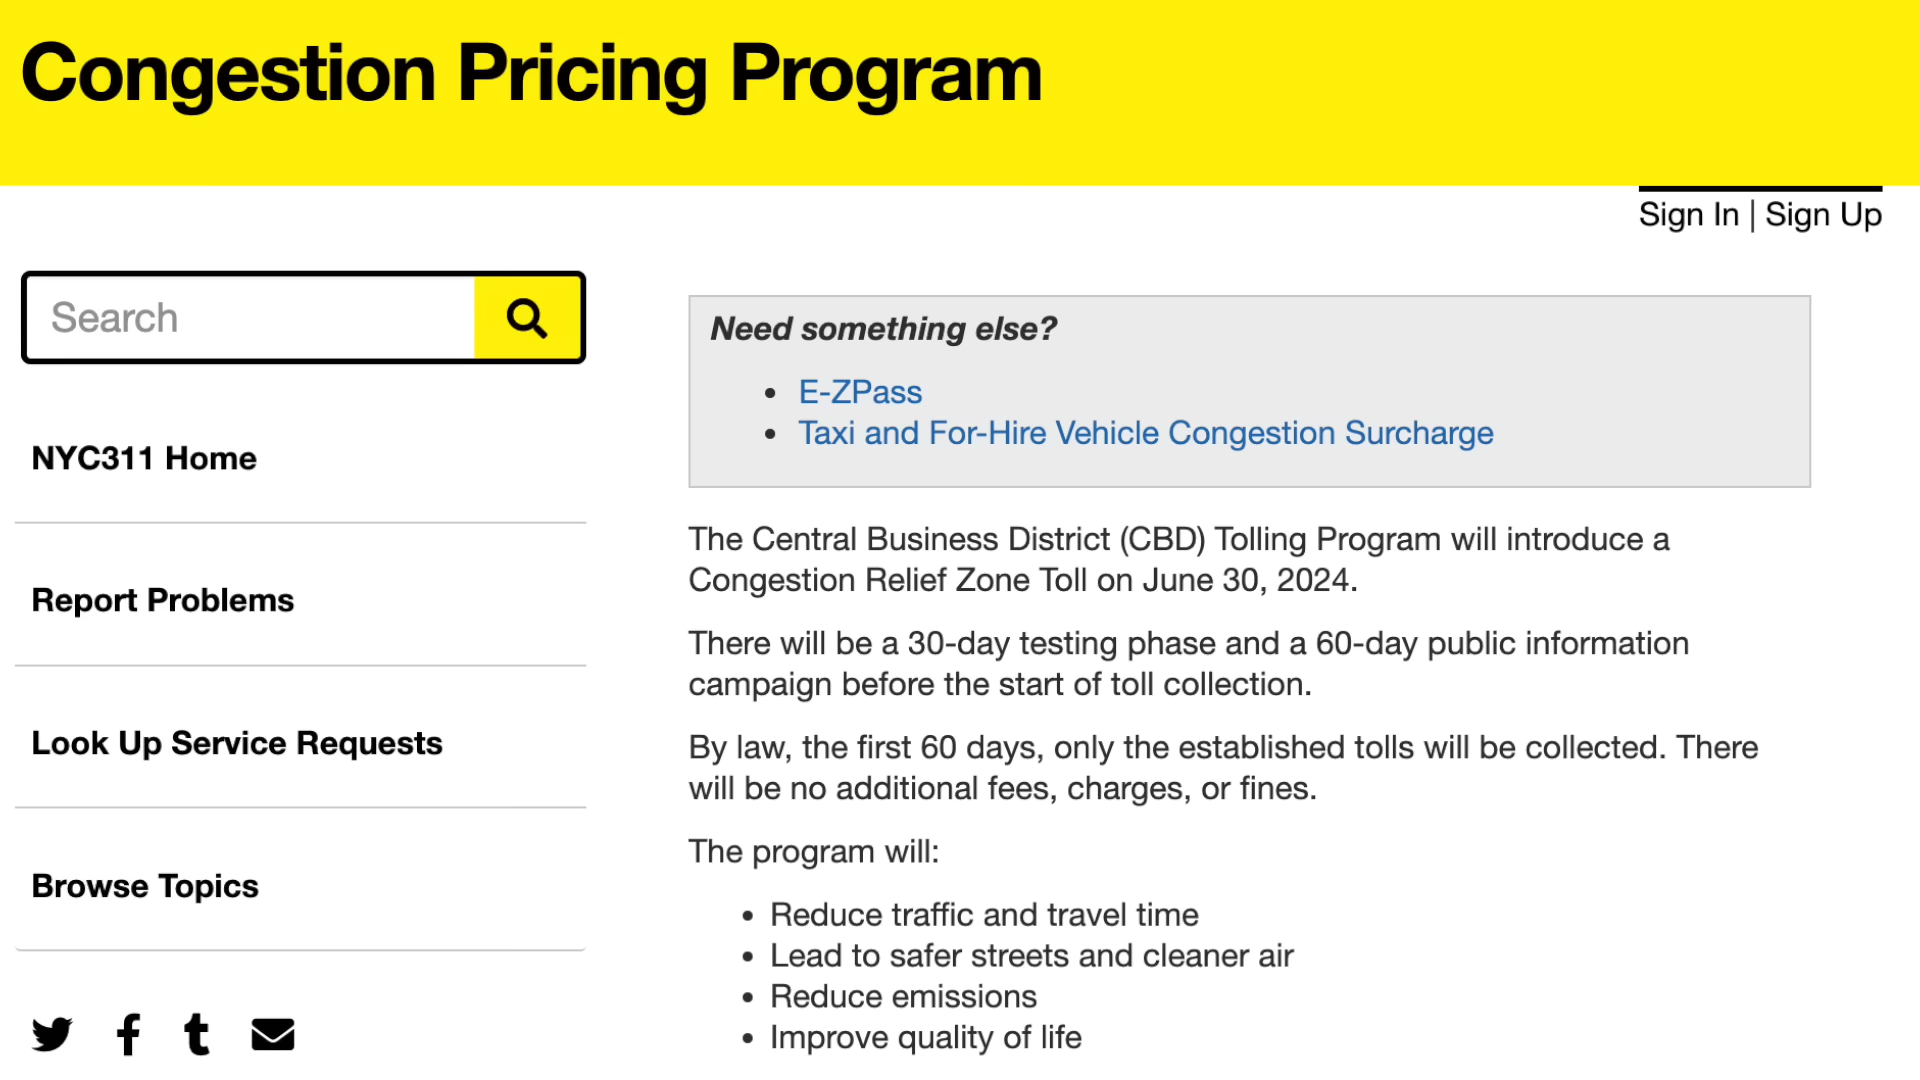 Congestion Pricing Program
Sign In | Sign Up
Search
NYC311 Home
Report Problems
Look Up Service Requests
Browse Topics
Need something else?
E-ZPass
Taxi and For-Hire Vehicle Congestion Surcharge
The Central Business District (CBD) Tolling Program will introduce a
Congestion Relief Zone Toll on June 30, 2024.
There will be a 30-day testing phase and a 60-day public information
campaign before the start of toll collection.
By law, the first 60 days, only the established tolls will be collected. There
will be no additional fees, charges, or fines.
The program will:
Reduce traffic and travel time
Lead to safer streets and cleaner air
Reduce emissions
Improve quality of life